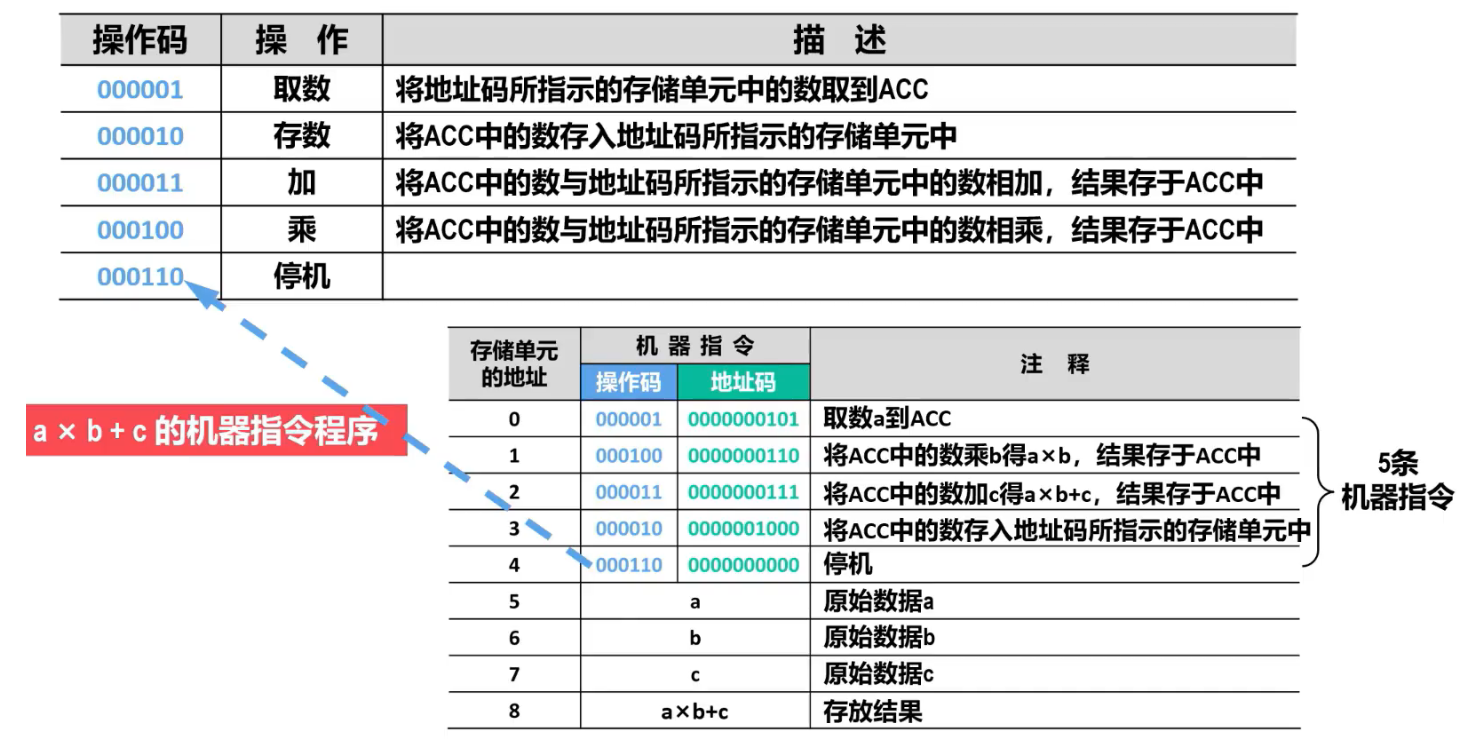 操作码 操 作 描 述
000001 取数 将地址码所指示的存储单元中的数取到ACC
000010 存数 将ACC中的数存入地址码所指示的存储单元中
000011 加 将ACC中的数与地址码所指示的存储单元中的数相加，结果存于ACC中
000100 乘 将ACC中的数与地址码所指示的存储单元中的数相乘，结果存于ACC中
000110 停机
a × b + c 的机器指令程序
存储单元
的地址
机 器 指 令
操作码 地址码
注 释
0 000001 0000000101 取数a到ACC
1 000100 0000000110 将ACC中的数乘b得a×b，结果存于ACC中
2 000011 0000000111 将ACC中的数加c得a×b+c，结果存于ACC中
3 000010 0000001000 将ACC中的数存入地址码所指示的存储单元中
4 000110 0000000000 停机
5 a 原始数据a
6 b 原始数据b
7 c 原始数据c
8 a×b+c 存放结果
5条
机器指令